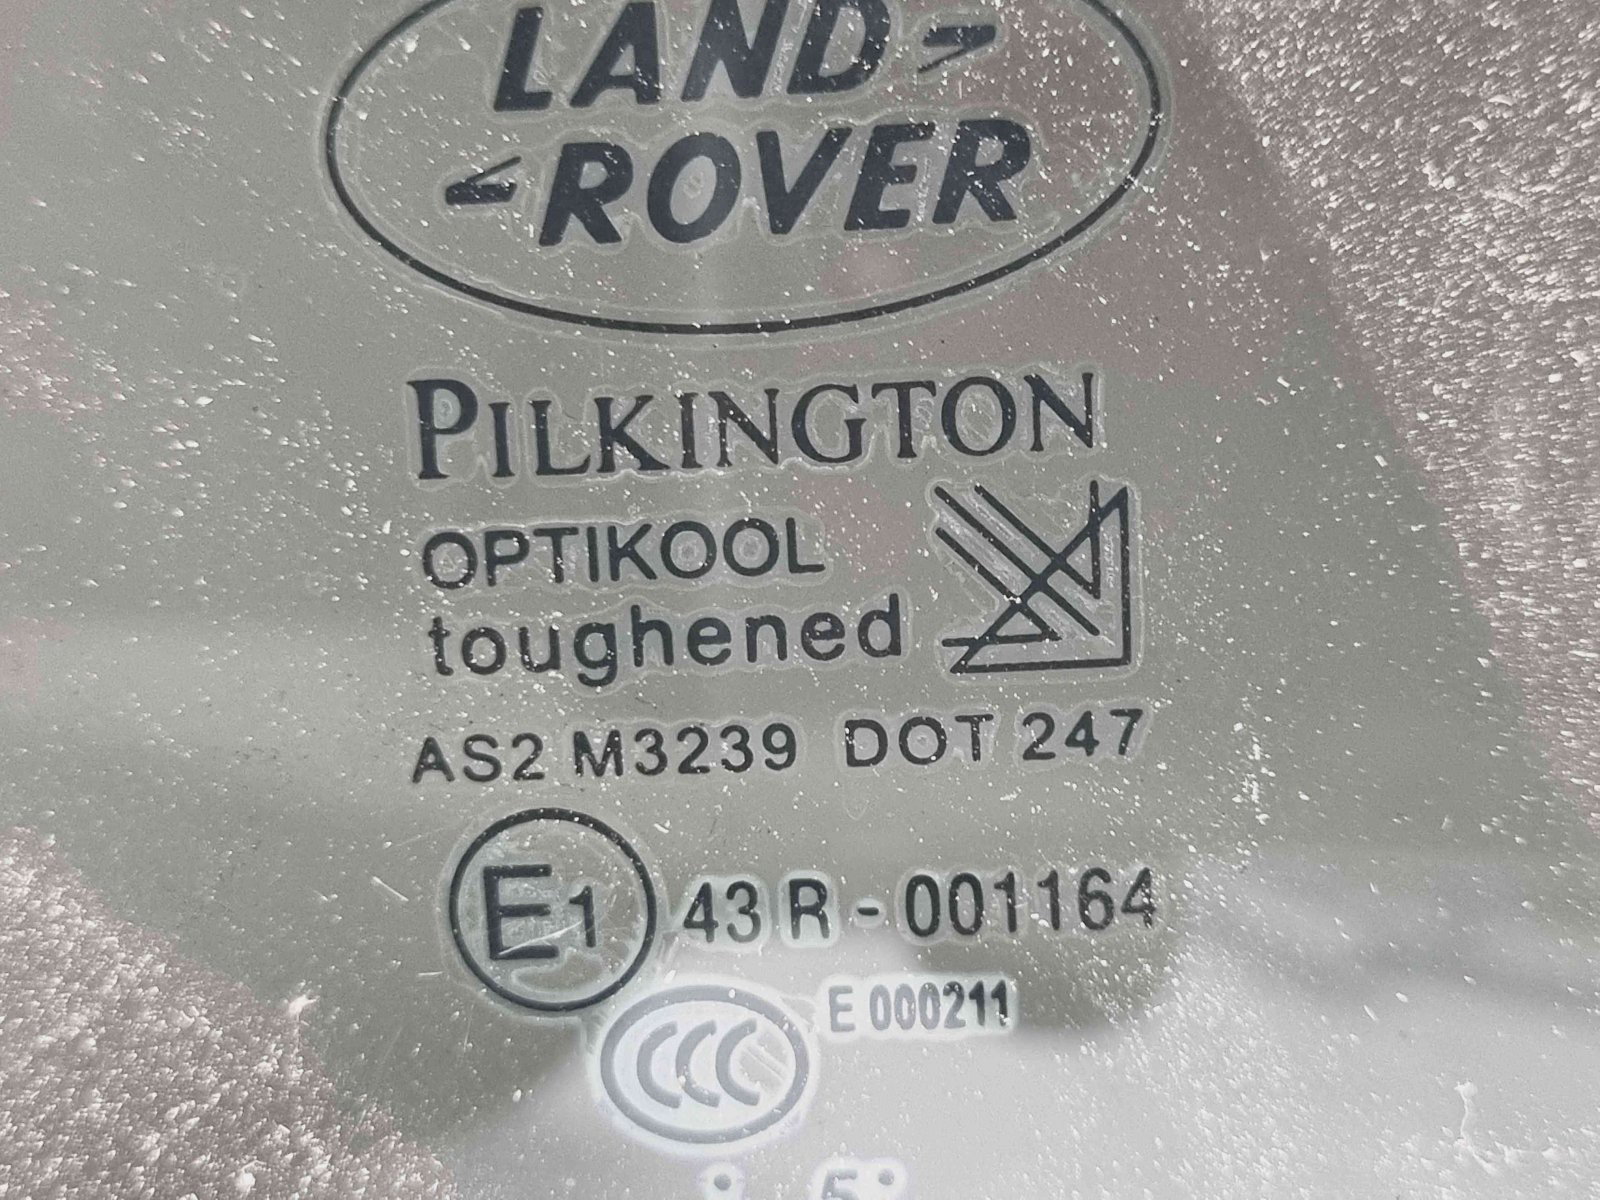 LAND
ROVER
PILKINGTON
OPTIKOOL
toughened
AS2 M3239 DOT 247
E1 43 R - 001164
E 000211
CCC